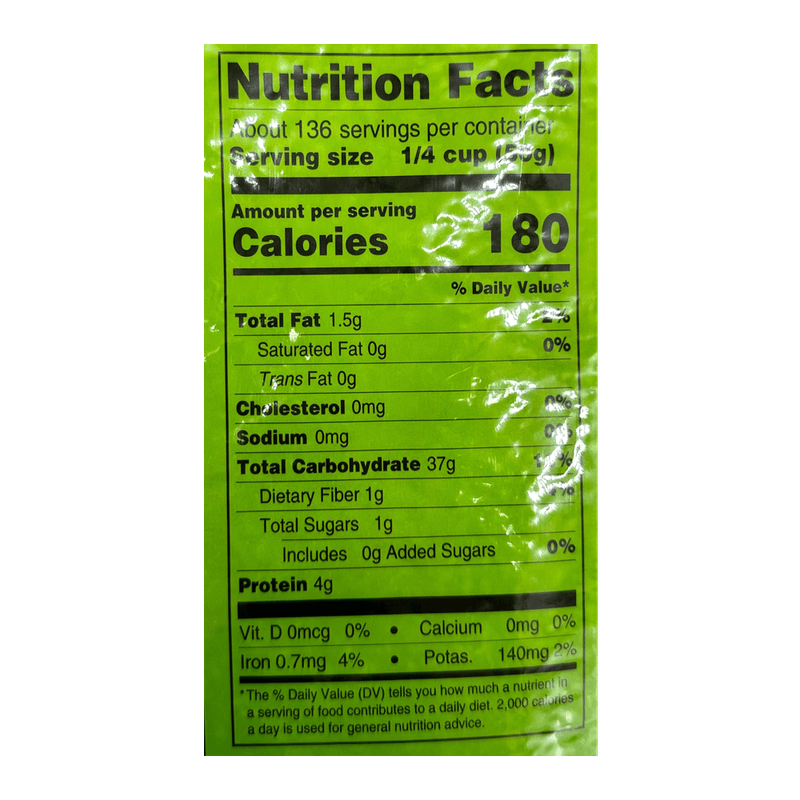 Nutrition Facts
About 136 servings per container
Serving size 1/4 cup
Amount per serving
Calories 180
% Daily Value*
Total Fat 1.5g 2%
Saturated Fat 0g 0%
Trans Fat 0g
Cholesterol 0mg 0%
Sodium 0mg 0%
Total Carbohydrate 37g
Dietary Fiber 1g
Total Sugars 1g
Includes 0g Added Sugars 0%
Protein 4g
Vit. D 0mcg 0% • Calcium 0mg 0%
Iron 0.7mg 4% • Potas. 140mg 2%
*The % Daily Value (DV) tells you how much a nutrient in
a serving of food contributes to a daily diet. 2,000 calories
a day is used for general nutrition advice.